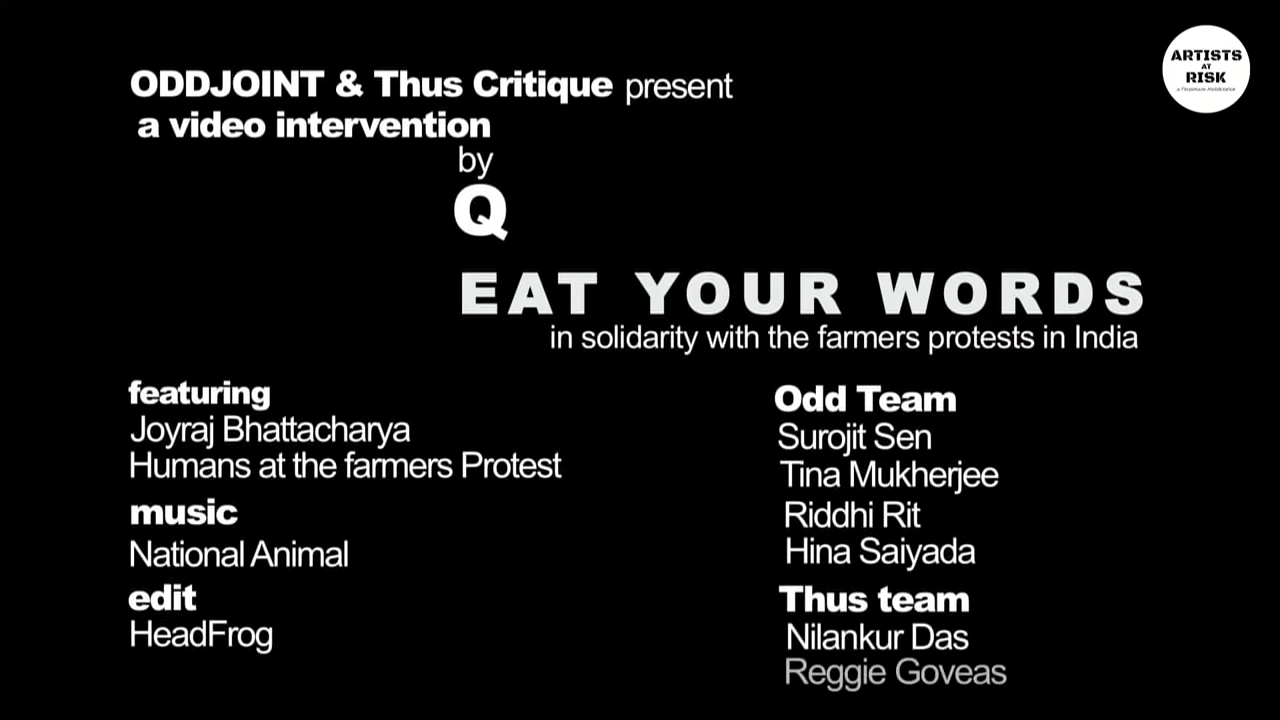 ODDJOINT & Thus Critique present
a video intervention
by
Q
EAT YOUR WORDS
in solidarity with the farmers protests in India
featuring
Joyraj Bhattacharya
Humans at the farmers Protest
music
National Animal
edit
HeadFrog
Odd Team
Surojit Sen
Tina Mukherjee
Riddhi Rit
Hina Saiyada
Thus team
Nilankur Das
Reggie Goveas
ARTISTS
AT
RISK
a Perpetuum Mobilization